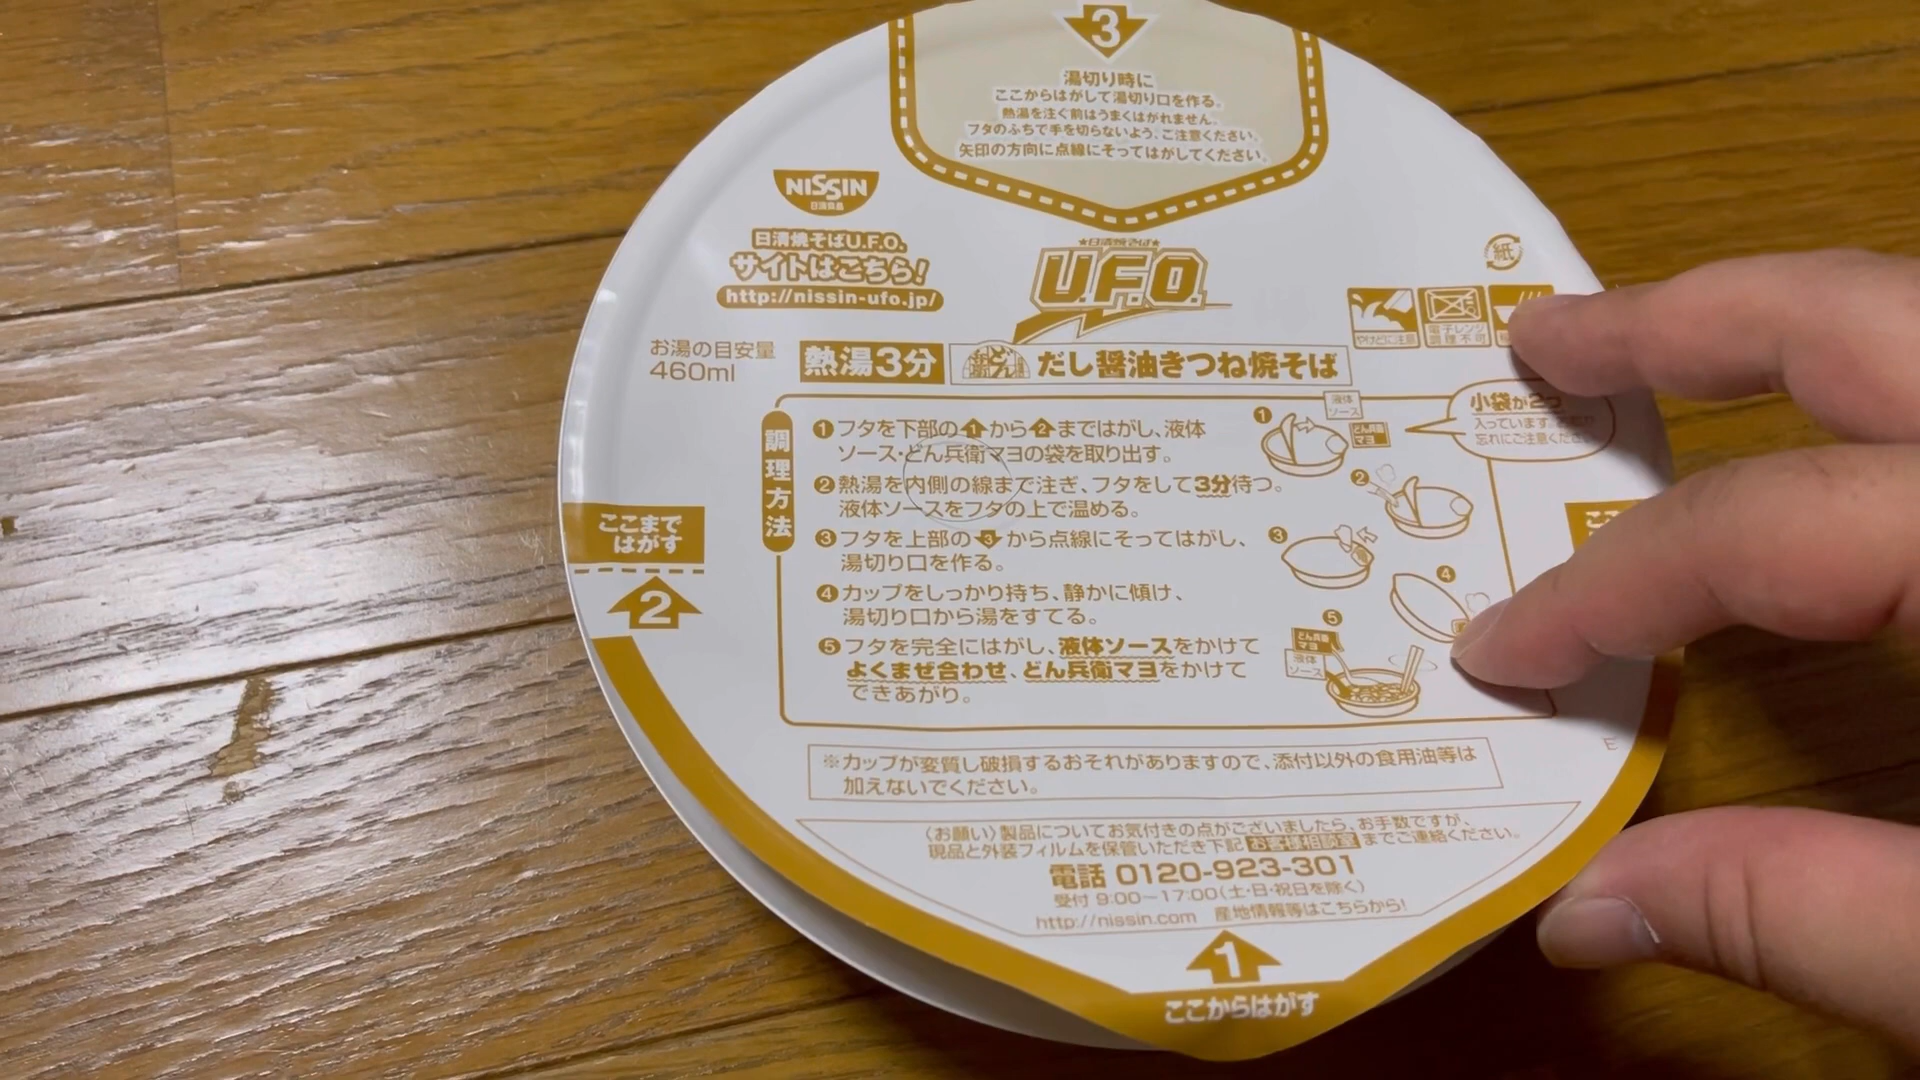 3
湯切り時に
ここからはがして湯切り口を作る。
熱湯を注ぐ前はうまくはがれません。
フタのふちで手を切らないよう、ご注意ください。
矢印の方向に点線にそってはがしてください。
NISSIN
日清食品
日清焼そばU.F.O.
サイトはこちら!
http://nissin-ufo.jp/
★日清焼そば★
U.F.O.
紙
やけどに注意
電子レンジ
調理不可
お湯の目安量
460ml
熱湯3分
どん兵衛 だし醤油きつね焼そば
調理方法
❶フタを下部の1から2まではがし、液体
ソース・どん兵衛マヨの袋を取り出す。
❷熱湯を内側の線まで注ぎ、フタをして3分待つ。
液体ソースをフタの上で温める。
❸フタを上部の3から点線にそってはがし、
湯切り口を作る。
❹カップをしっかり持ち、静かに傾け、
湯切り口から湯をすてる。
❺フタを完全にはがし、液体ソースをかけて
よくまぜ合わせ、どん兵衛マヨをかけて
できあがり。
❶
液体
ソース
どん兵衛
マヨ
小袋が2つ
入っています。
忘れにご注意くだ
❷
❸
❹
❺
どん兵衛
マヨ
液体
ソース
ここまで
はがす
2
※カップが変質し破損するおそれがありますので、添付以外の食用油等は
加えないでください。
E
〈お願い〉製品についてお気付きの点がございましたら、お手数ですが、
現品と外装フィルムを保管いただき下記 お客様相談室 までご連絡ください。
電話 0120-923-301
受付 9:00～17:00(土・日・祝日を除く)
http://nissin.com 産地情報等はこちらから!
1
ここからはがす